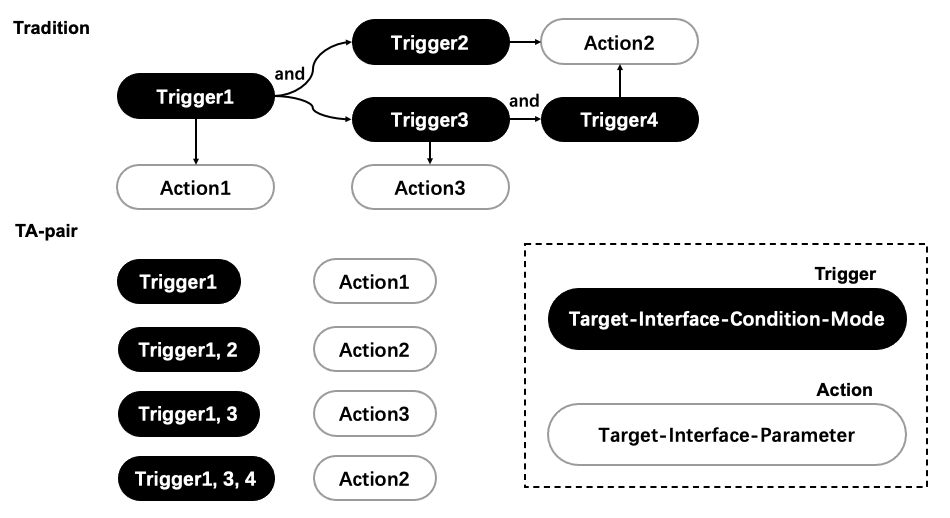 Tradition
Trigger2
Action2
and
Trigger1
Trigger3
and
Trigger4
Action1
Action3
TA-pair
Trigger1
Action1
Trigger1, 2
Action2
Trigger1, 3
Action3
Trigger1, 3, 4
Action2
Trigger
Target-Interface-Condition-Mode
Action
Target-Interface-Parameter